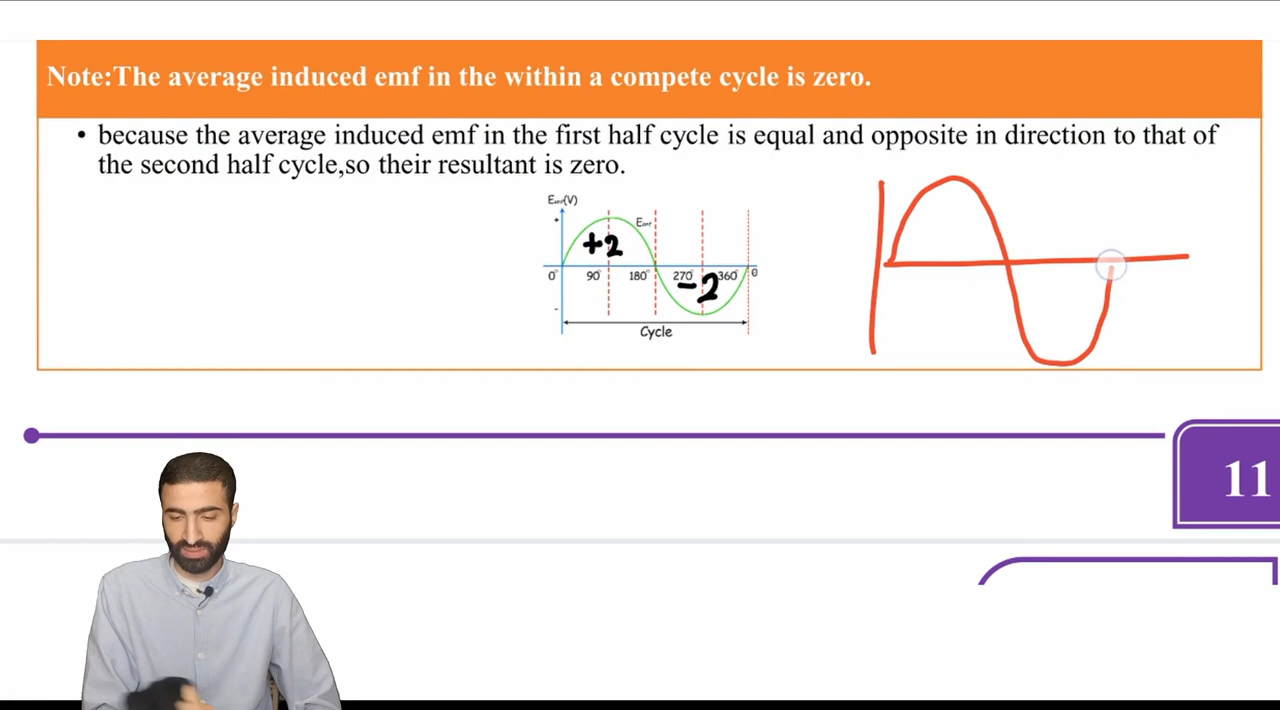 Note:The average induced emf in the within a compete cycle is zero.
• because the average induced emf in the first half cycle is equal and opposite in direction to that of
the second half cycle,so their resultant is zero.
+
+2
0°
90°
180°
270°
360°
θ
-2
-
Cycle
11